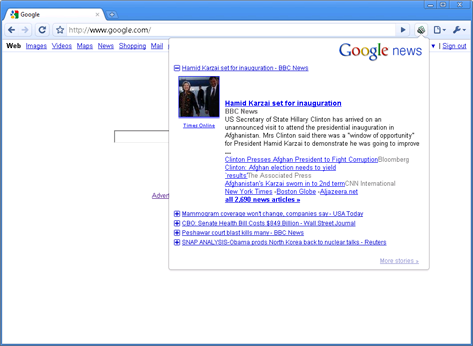 Google
http://www.google.com/
Web Images Videos Maps News Shopping Mail
▼ | Sign out
Google news
Hamid Karzai set for inauguration - BBC News
Times Online
Hamid Karzai set for inauguration
BBC News
US Secretary of State Hillary Clinton has arrived on an
unannounced visit to attend the presidential inauguration in
Afghanistan. Mrs Clinton said there was a "window of opportunity"
for President Hamid Karzai to demonstrate he was going to improve
...
Clinton Presses Afghan President to Fight CorruptionBloomberg
Clinton: Afghan election needs to yield
'results'The Associated Press
Afghanistan's Karzai sworn in to 2nd termCNN International
New York Times -Boston Globe -Aljazeera.net
all 2,690 news articles »
Adverti
Mammogram coverage won't change, companies say - USA Today
CBO: Senate Health Bill Costs $849 Billion - Wall Street Journal
Peshawar court blast kills many - BBC News
SNAP ANALYSIS-Obama prods North Korea back to nuclear talks - Reuters
More stories »